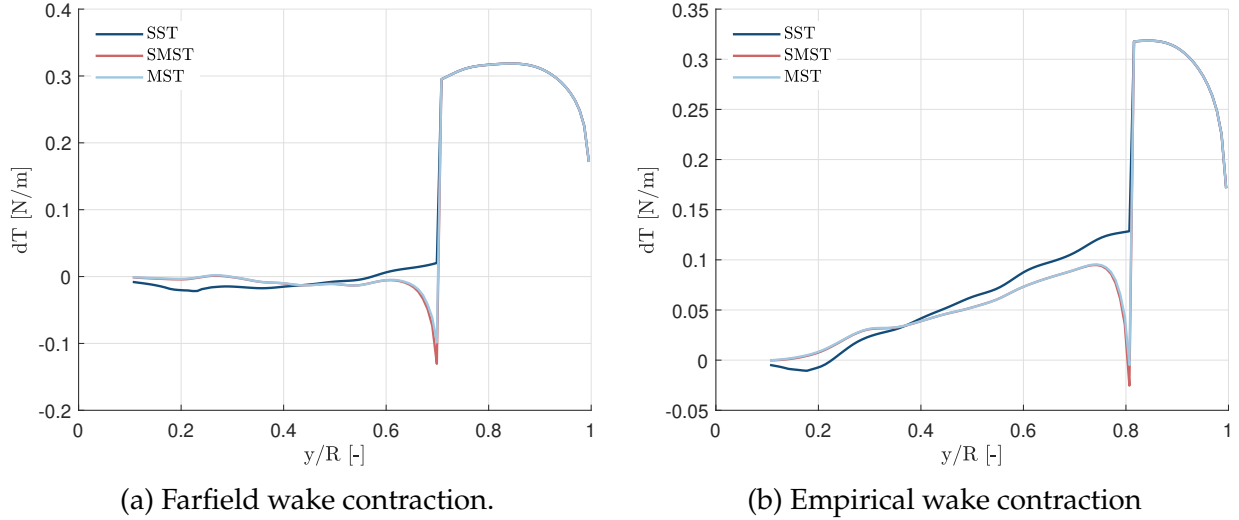 0.4
0.3
0.2
0.1
0
-0.1
-0.2
dT [N/m]
SST
SMST
MST
0 0.2 0.4 0.6 0.8 1
y/R [-]
(a) Farfield wake contraction.
0.35
0.3
0.25
0.2
0.15
0.1
0.05
0
-0.05
dT [N/m]
SST
SMST
MST
0 0.2 0.4 0.6 0.8 1
y/R [-]
(b) Empirical wake contraction